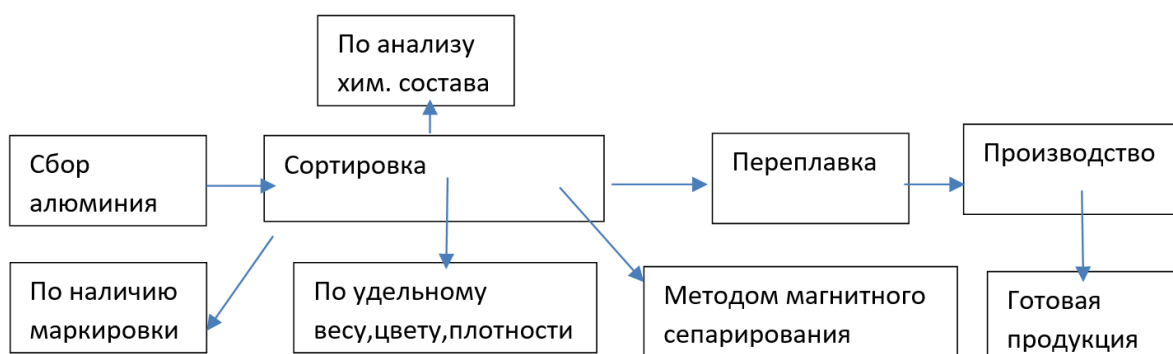 По анализу
хим. состава
Сбор
алюминия
Сортировка
Переплавка
Производство
По наличию
маркировки
По удельному
весу,цвету,плотности
Методом магнитного
сепарирования
Готовая
продукция